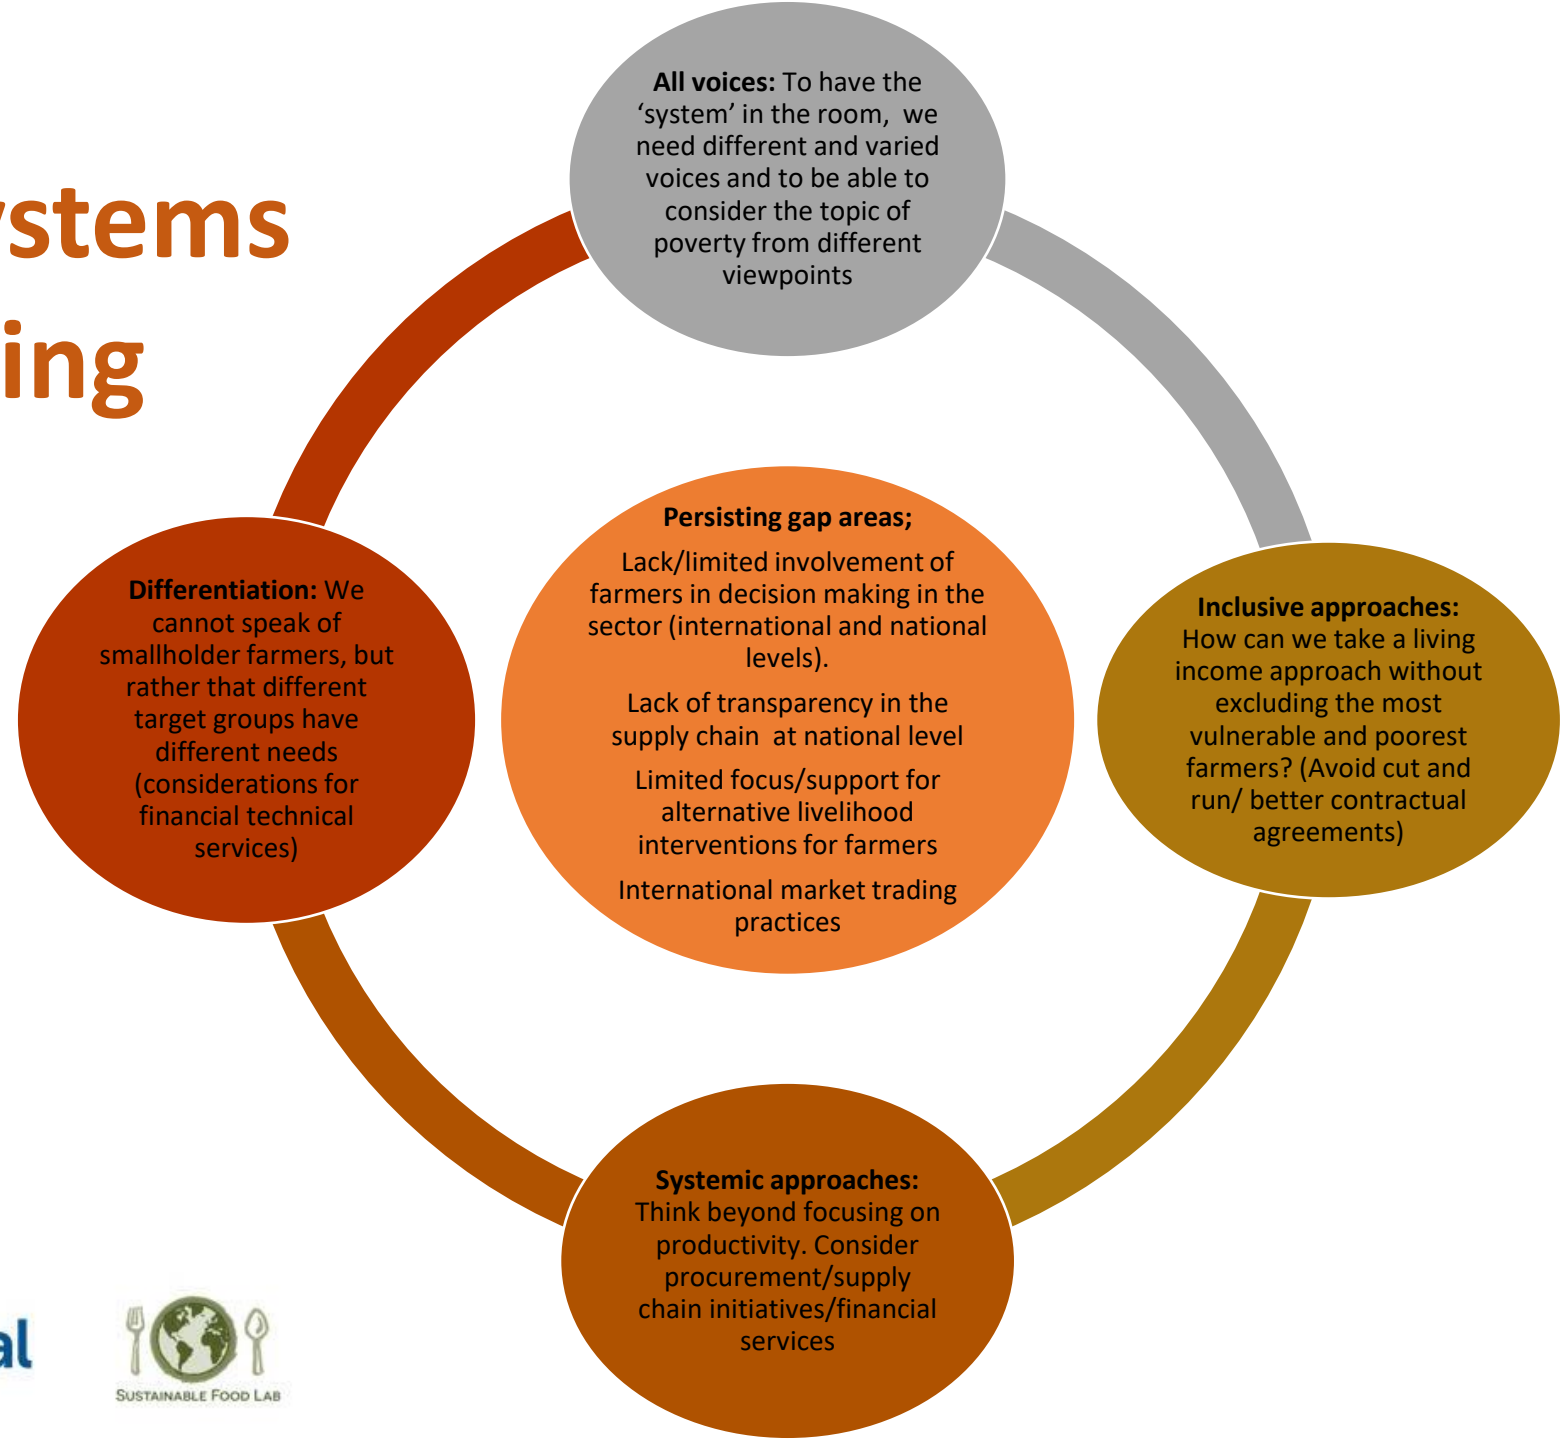 ystems
ing
All voices: To have the
‘system’ in the room, we
need different and varied
voices and to be able to
consider the topic of
poverty from different
viewpoints
Differentiation: We
cannot speak of
smallholder farmers, but
rather that different
target groups have
different needs
(considerations for
financial technical
services)
Persisting gap areas;
Lack/limited involvement of
farmers in decision making in the
sector (international and national
levels).
Lack of transparency in the
supply chain at national level
Limited focus/support for
alternative livelihood
interventions for farmers
International market trading
practices
Inclusive approaches:
How can we take a living
income approach without
excluding the most
vulnerable and poorest
farmers? (Avoid cut and
run/ better contractual
agreements)
Systemic approaches:
Think beyond focusing on
productivity. Consider
procurement/supply
chain initiatives/financial
services
al
SUSTAINABLE FOOD LAB